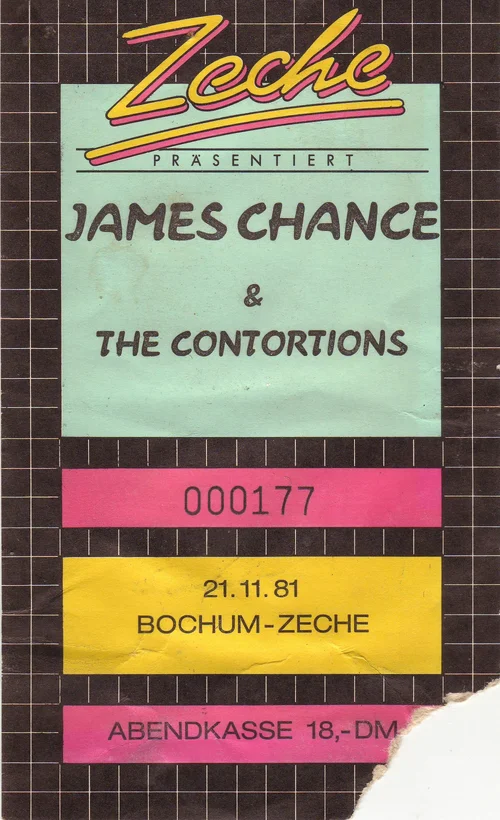 Zeche
PRÄSENTIERT
JAMES CHANCE
&
THE CONTORTIONS
000177
21.11.81
BOCHUM-ZECHE
ABENDKASSE 18,-DM